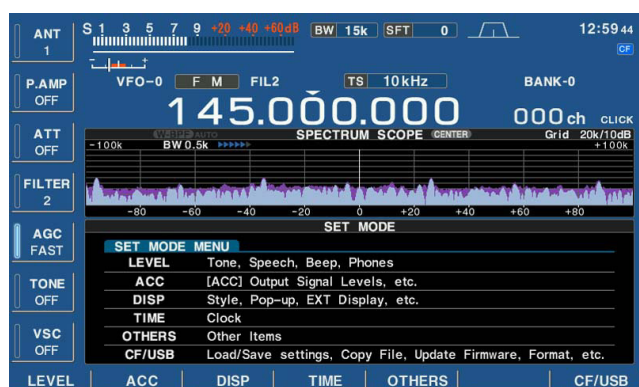 ANT
1
S 1 3 5 7 9 +20 +40 +60dB
BW 15k
SFT 0
12:59 44
CF
P.AMP
OFF
VFO-0 FM FIL2
TS 10kHz
BANK-0
145.000.000
000 ch CLICK
ATT
OFF
W-BPF AUTO
SPECTRUM SCOPE CENTER
Grid 20k/10dB
-100k BW 0.5k
+100k
FILTER
2
-80 -60 -40 -20 0 +20 +40 +60 +80
AGC
FAST
SET MODE
SET MODE MENU
LEVEL Tone, Speech, Beep, Phones
ACC [ACC] Output Signal Levels, etc.
TONE
OFF
DISP Style, Pop-up, EXT Display, etc.
TIME Clock
VSC
OFF
OTHERS Other Items
CF/USB Load/Save settings, Copy File, Update Firmware, Format, etc.
LEVEL ACC DISP TIME OTHERS CF/USB